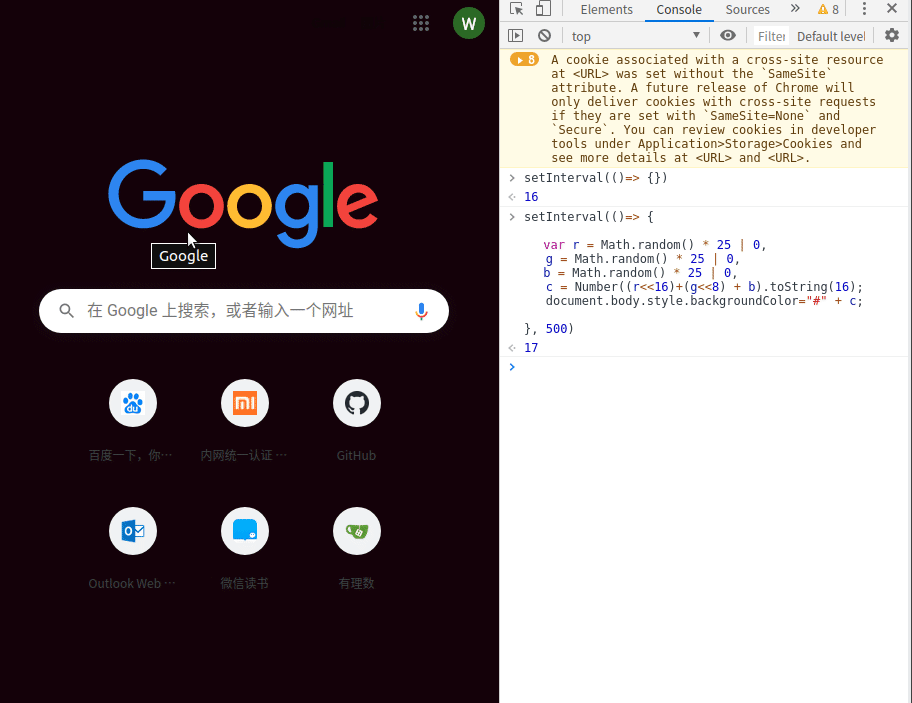 W
Google
Google
在 Google 上搜索，或者输入一个网址
du
百度一下，你…
内网统一认证 …
GitHub
Outlook Web …
微信读书
有理数
Elements Console Sources » 8
top Filter Default level
8 A cookie associated with a cross-site resource
at <URL> was set without the `SameSite`
attribute. A future release of Chrome will
only deliver cookies with cross-site requests
if they are set with `SameSite=None` and
`Secure`. You can review cookies in developer
tools under Application>Storage>Cookies and
see more details at <URL> and <URL>.
setInterval(()=> {})
16
setInterval(()=> {
var r = Math.random() * 25 | 0,
g = Math.random() * 25 | 0,
b = Math.random() * 25 | 0,
c = Number((r<<16)+(g<<8) + b).toString(16);
document.body.style.backgroundColor="#" + c;
}, 500)
17